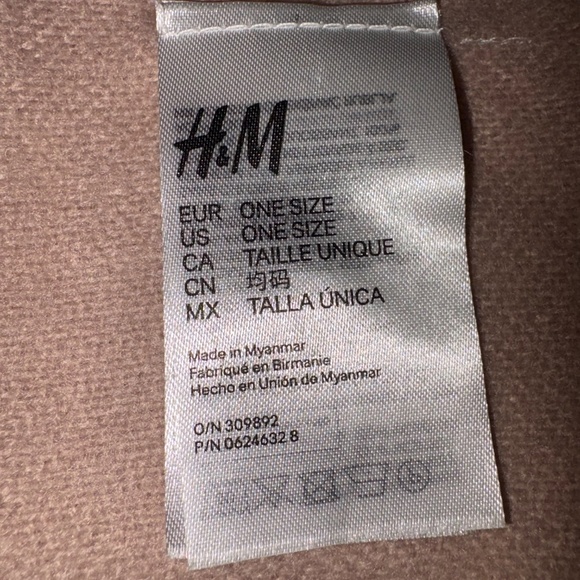 H&M
EUR ONE SIZE
US ONE SIZE
CA TAILLE UNIQUE
CN 均码
MX TALLA ÚNICA
Made in Myanmar
Fabriqué en Birmanie
Hecho en Unión de Myanmar
O/N 309892
P/N 0624632 8